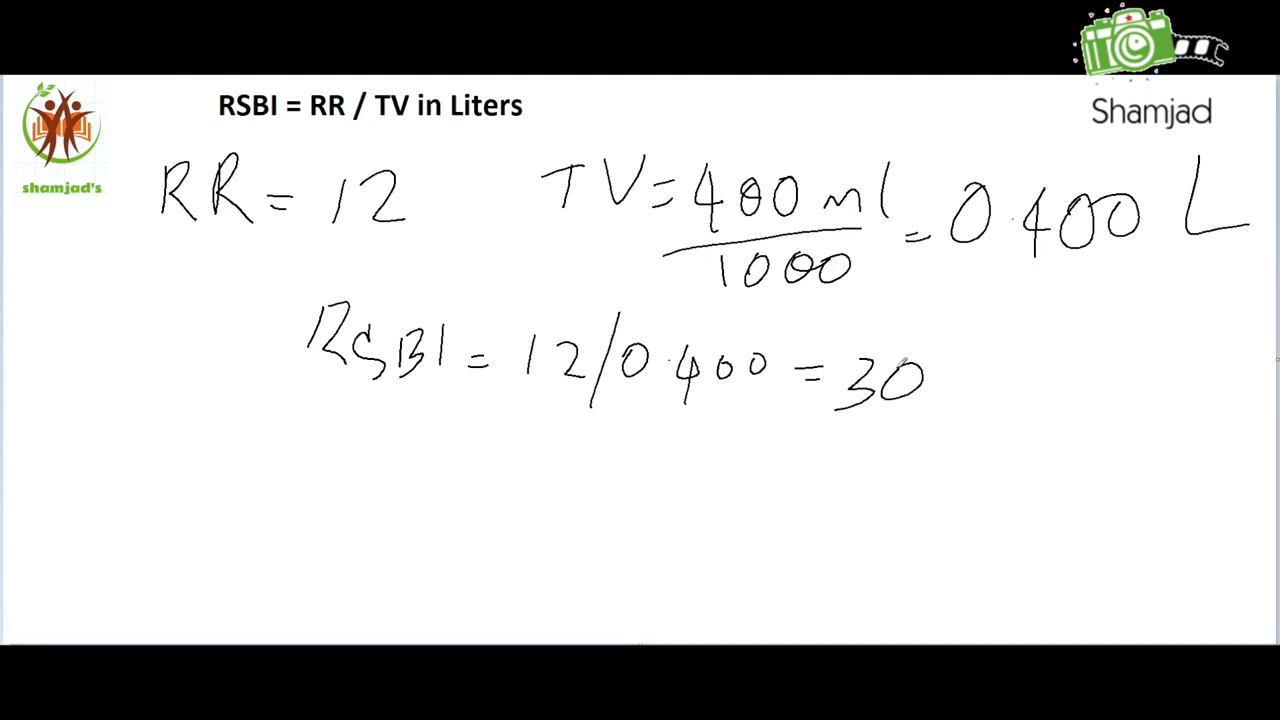 RSBI = RR / TV in Liters
Shamjad
shamjad's
RR = 12 TV = 400 ml = 0.400 L
1000
RSBI = 12/0.400 = 30